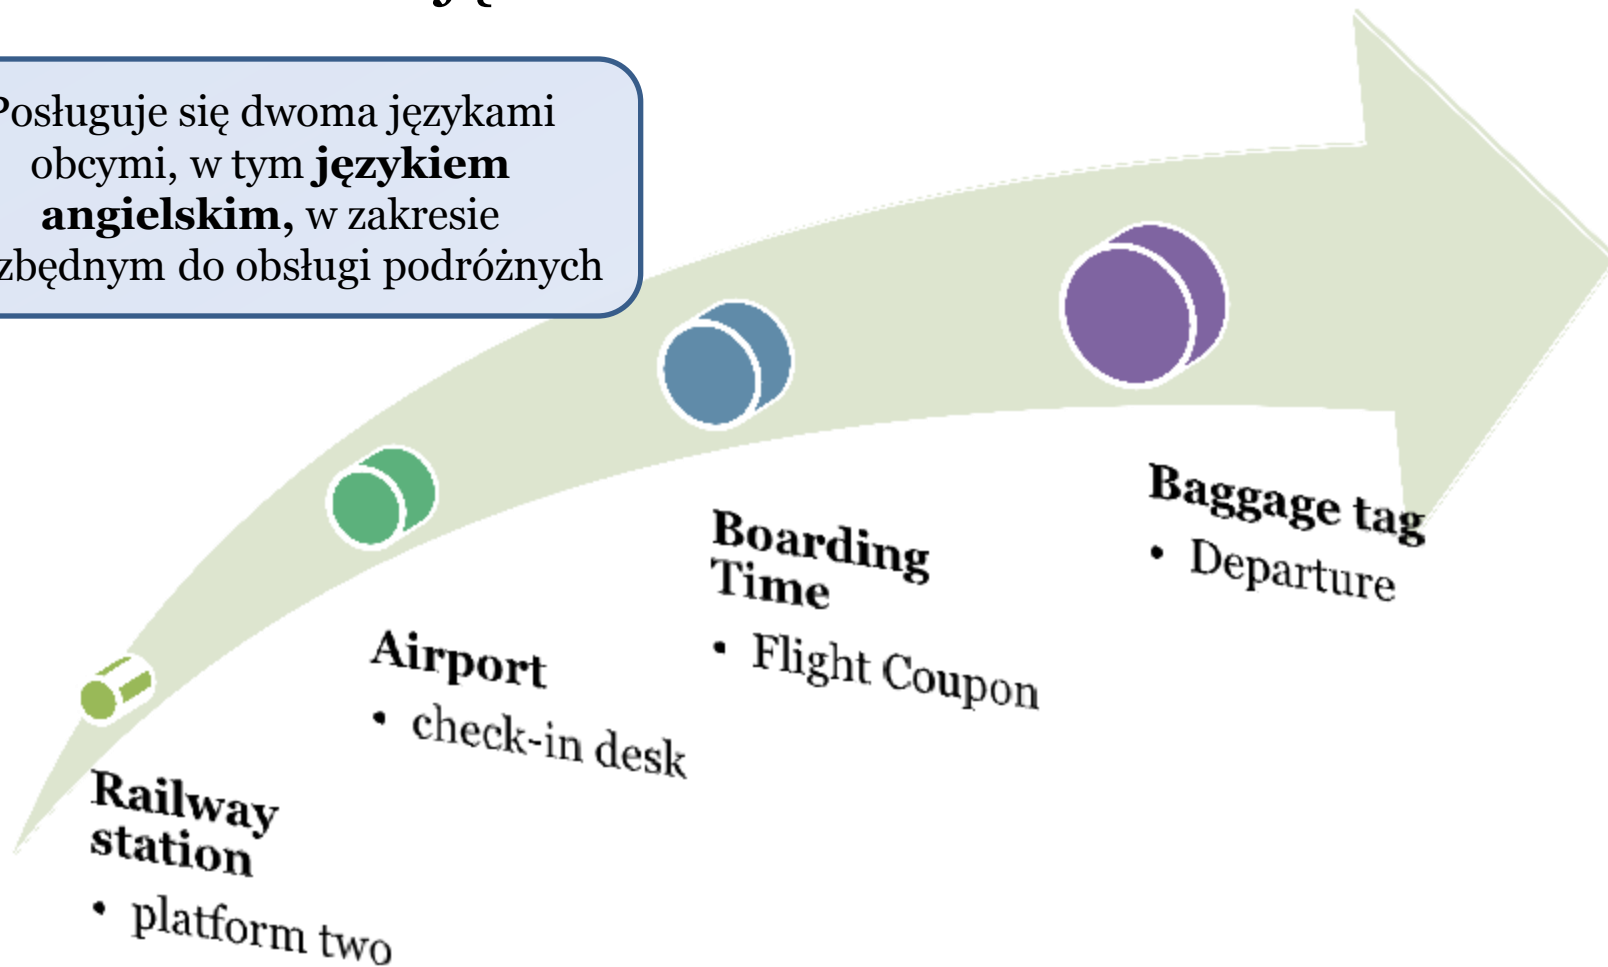 Posługuje się dwoma językami
obcymi, w tym językiem
angielskim, w zakresie
zbędnym do obsługi podróżnych
Railway
station
• platform two
Airport
• check-in desk
Boarding
Time
• Flight Coupon
Baggage tag
• Departure